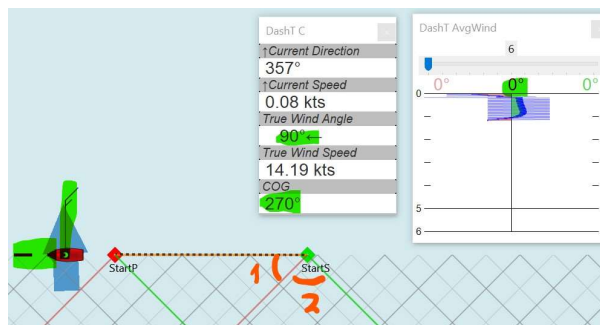 DashT C
DashT AvgWind
↑Current Direction
357°
↑Current Speed
0.08 kts
True Wind Angle
90°←
True Wind Speed
14.19 kts
COG
270°
6
0° 0° 0°
0
5
6
StartP
StartS
1
2